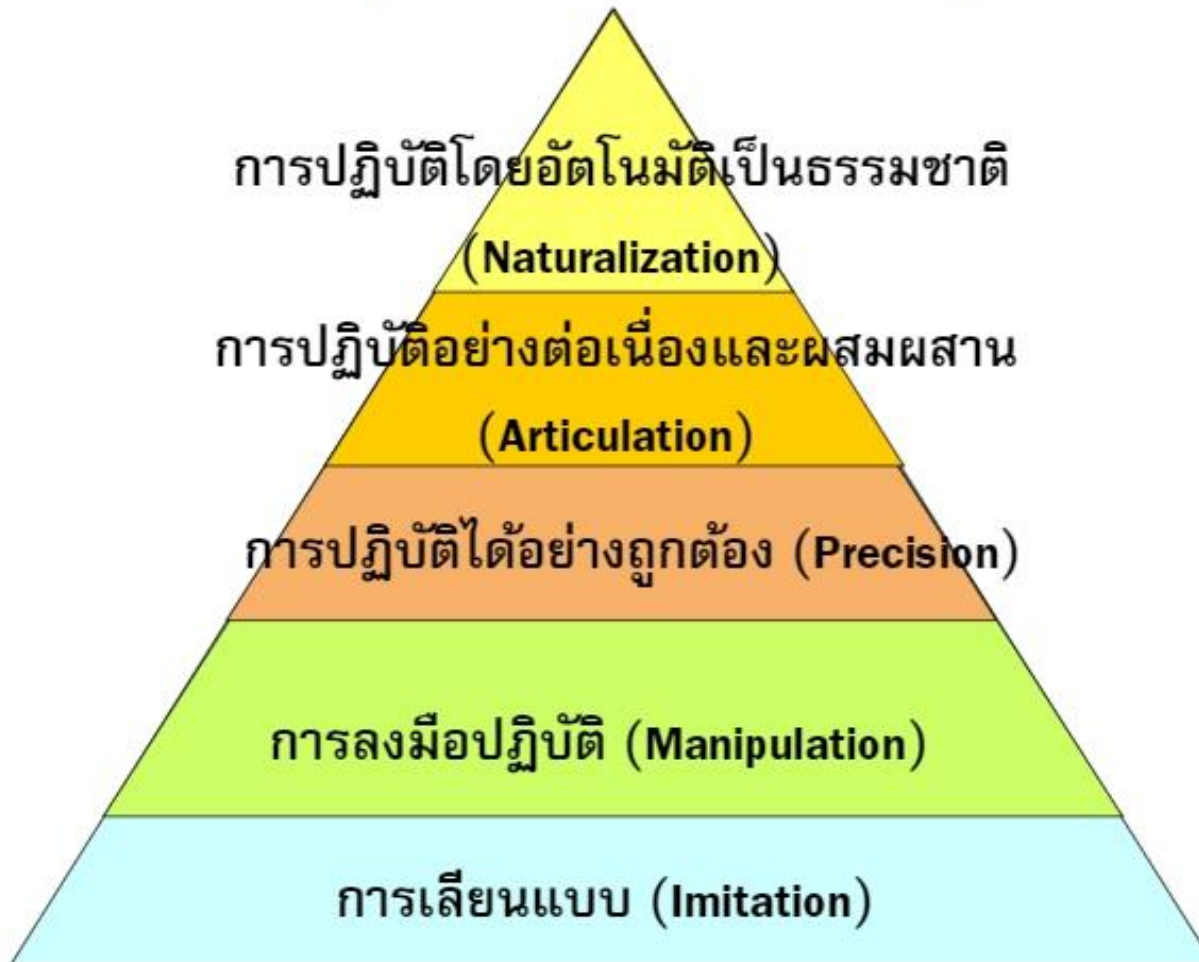 การปฏิบัติโดยอัตโนมัติเป็นธรรมชาติ
(Naturalization)
การปฏิบัติอย่างต่อเนื่องและผสมผสาน
(Articulation)
การปฏิบัติได้อย่างถูกต้อง (Precision)
การลงมือปฏิบัติ (Manipulation)
การเลียนแบบ (Imitation)